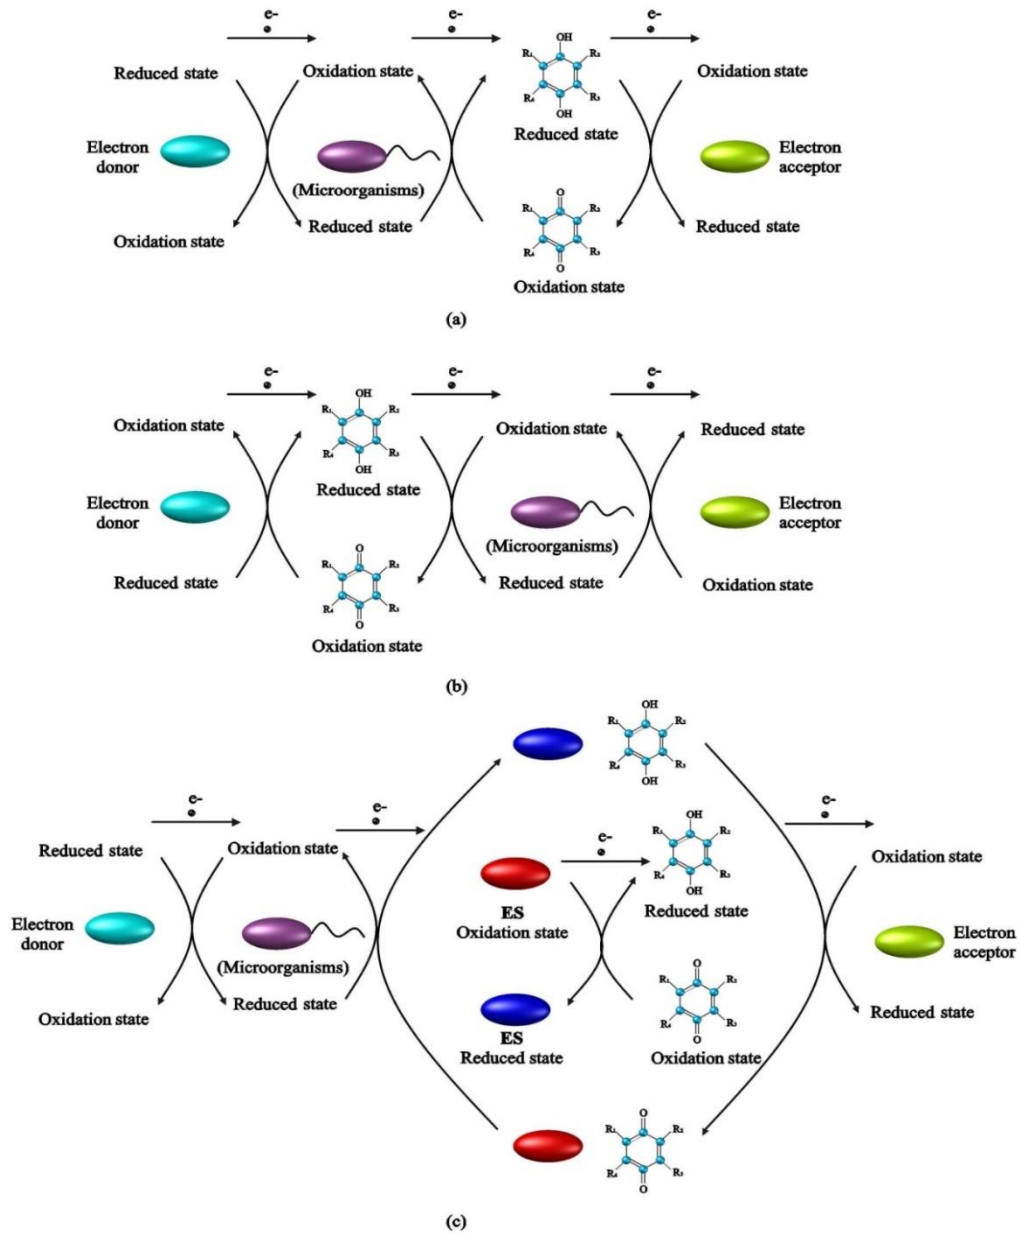 e-
e-
e-
Reduced state
Oxidation state
OH
R₁
R₂
R₄
R₃
OH
Reduced state
Oxidation state
Electron
donor
(Microorganisms)
Electron
acceptor
Oxidation state
Reduced state
O
R₁
R₂
R₄
R₃
O
Oxidation state
Reduced state
(a)
e-
e-
e-
Oxidation state
OH
R₁
R₂
R₄
R₃
OH
Reduced state
Oxidation state
Reduced state
Electron
donor
(Microorganisms)
Electron
acceptor
Reduced state
O
R₁
R₂
R₄
R₃
O
Oxidation state
Reduced state
Oxidation state
(b)
OH
R₁
R₂
R₄
R₃
OH
e-
e-
e-
e-
Reduced state
Oxidation state
OH
R₁
R₂
R₄
R₃
OH
Reduced state
ES
Oxidation state
Oxidation state
Electron
donor
(Microorganisms)
Electron
acceptor
Oxidation state
Reduced state
ES
Reduced state
O
R₁
R₂
R₄
R₃
O
Oxidation state
Reduced state
O
R₁
R₂
R₄
R₃
O
(c)